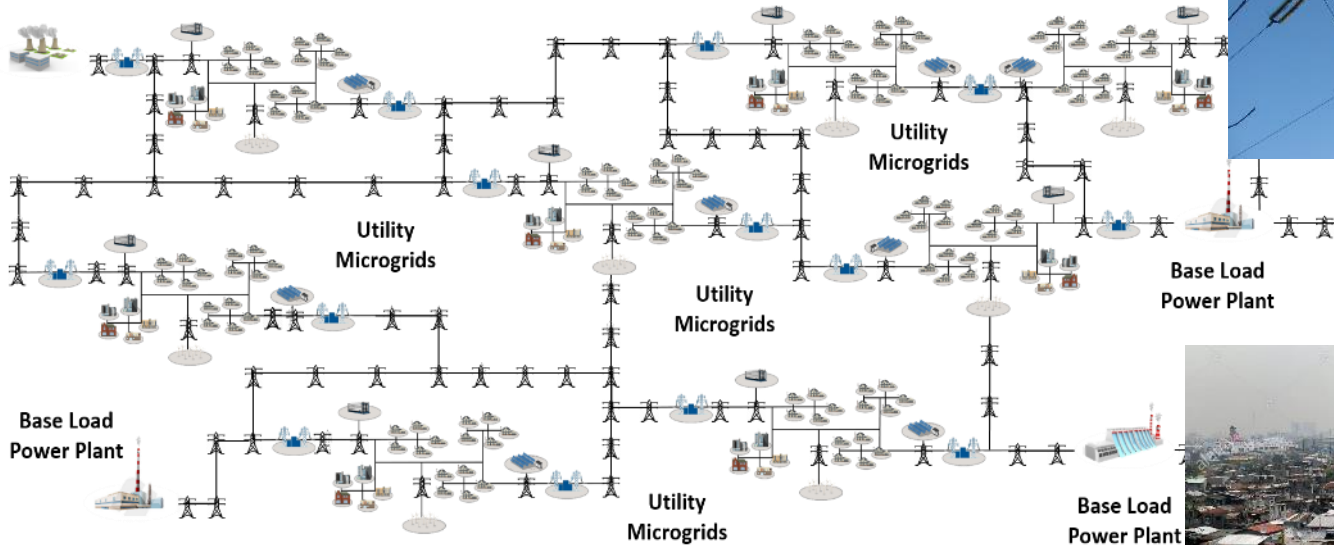 Utility
Microgrids
Utility
Microgrids
Base Load
Power Plant
Utility
Microgrids
Base Load
Power Plant
Utility
Microgrids
Base Load
Power Plant